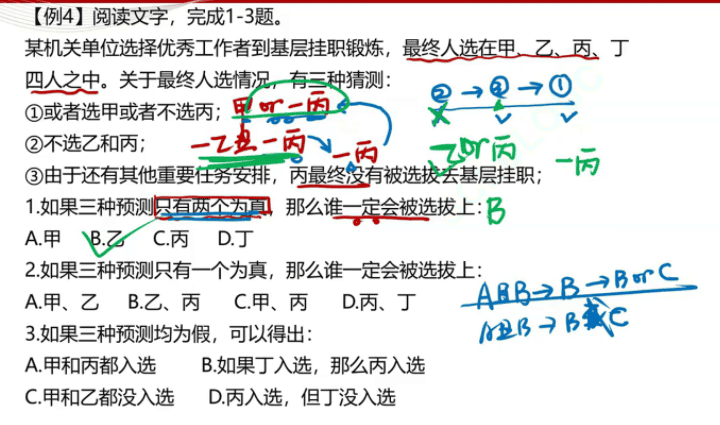 【例4】阅读文字，完成1-3题。
某机关单位选择优秀工作者到基层挂职锻炼，最终人选在甲、乙、丙、丁
四人之中。关于最终人选情况，有三种猜测：
②→③→①
①或者选甲或者不选丙；甲or一丙
②不选乙和丙；一乙且一丙 一丙
乙or丙 一丙
③由于还有其他重要任务安排，丙最终没有被选拔去基层挂职；
1.如果三种预测只有两个为真，那么谁一定会被选拔上：B
A.甲 B.乙 C.丙 D.丁
2.如果三种预测只有一个为真，那么谁一定会被选拔上：
A.甲、乙 B.乙、丙 C.甲、丙 D.丙、丁
A且B→B→B or C
A且B→B或C
3.如果三种预测均为假，可以得出：
A.甲和丙都入选 B.如果丁入选，那么丙入选
C.甲和乙都没入选 D.丙入选，但丁没入选